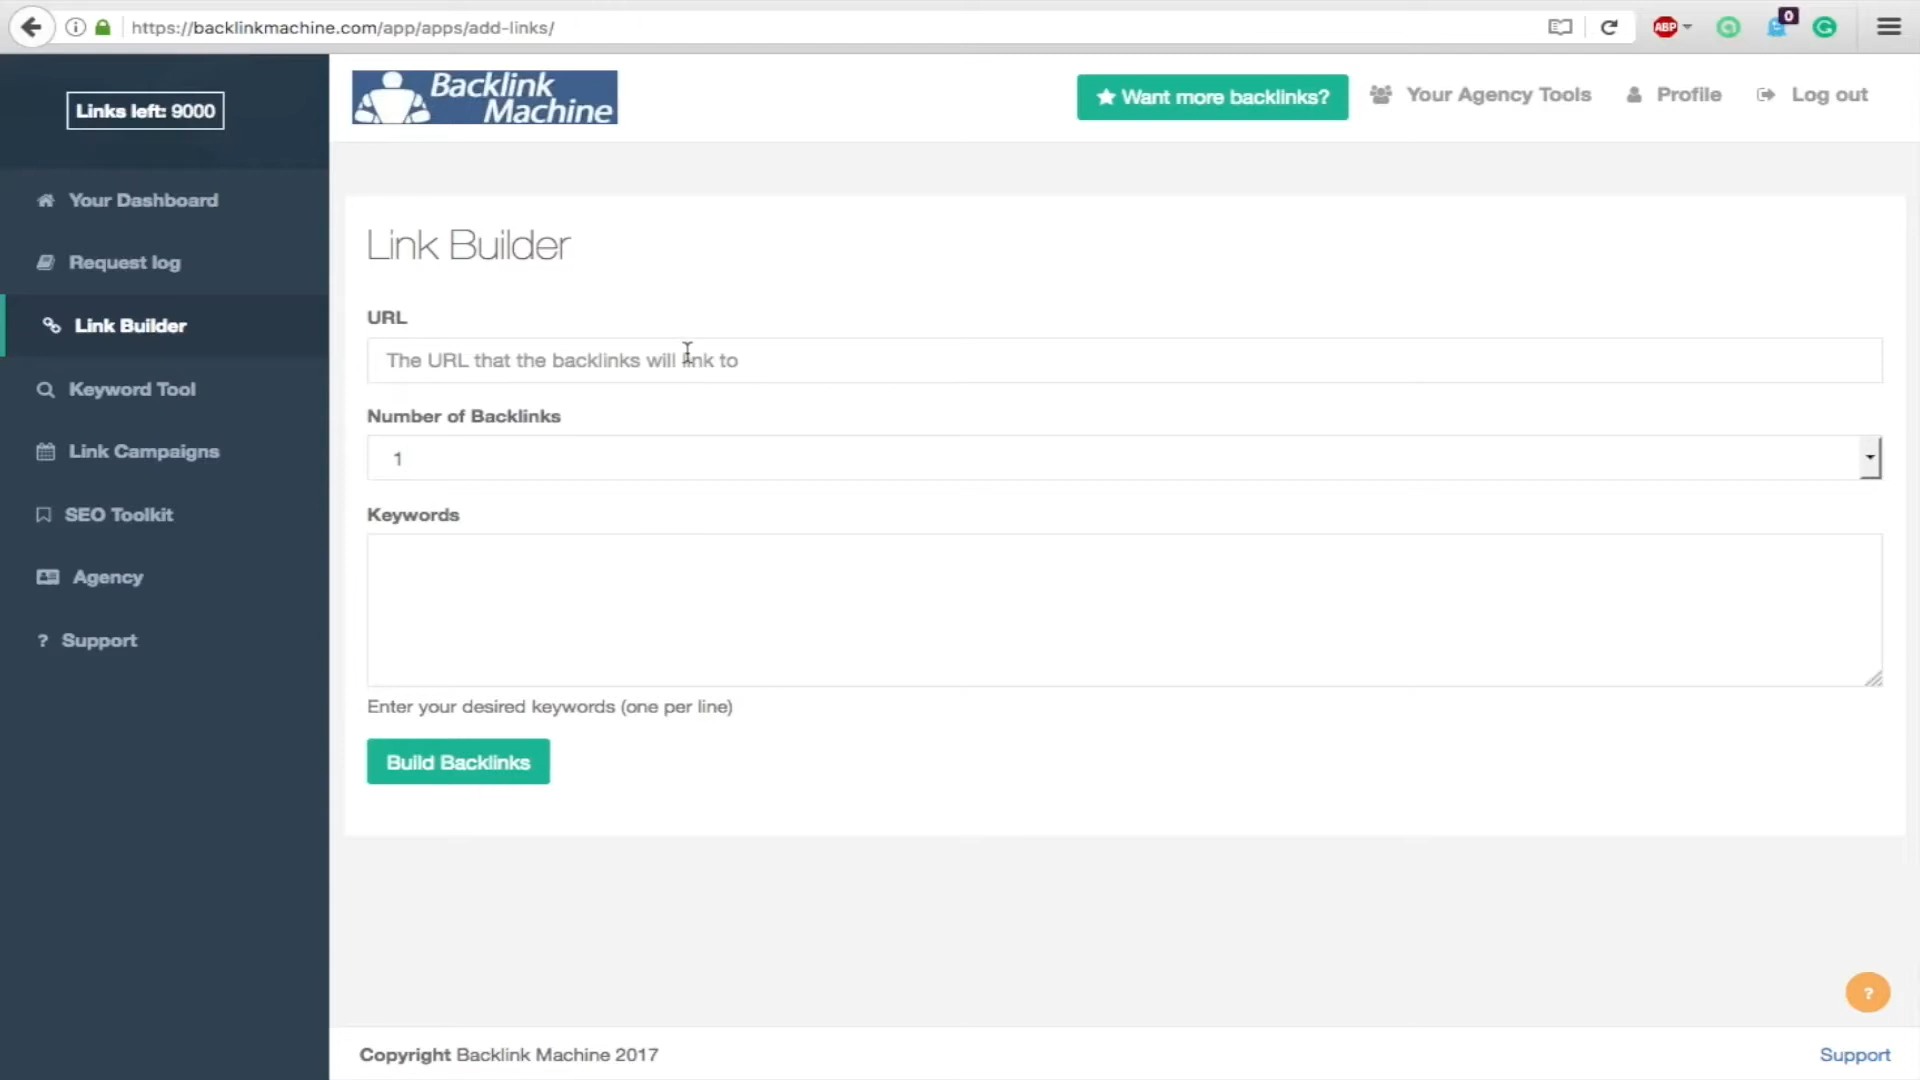 https://backlinkmachine.com/app/apps/add-links/
ABP
0
Links left: 9000
Backlink
Machine
Want more backlinks?
Your Agency Tools
Profile
Log out
Your Dashboard
Request log
Link Builder
Keyword Tool
Link Campaigns
SEO Toolkit
Agency
? Support
Link Builder
URL
The URL that the backlinks will link to
Number of Backlinks
1
Keywords
Enter your desired keywords (one per line)
Build Backlinks
?
Copyright Backlink Machine 2017
Support